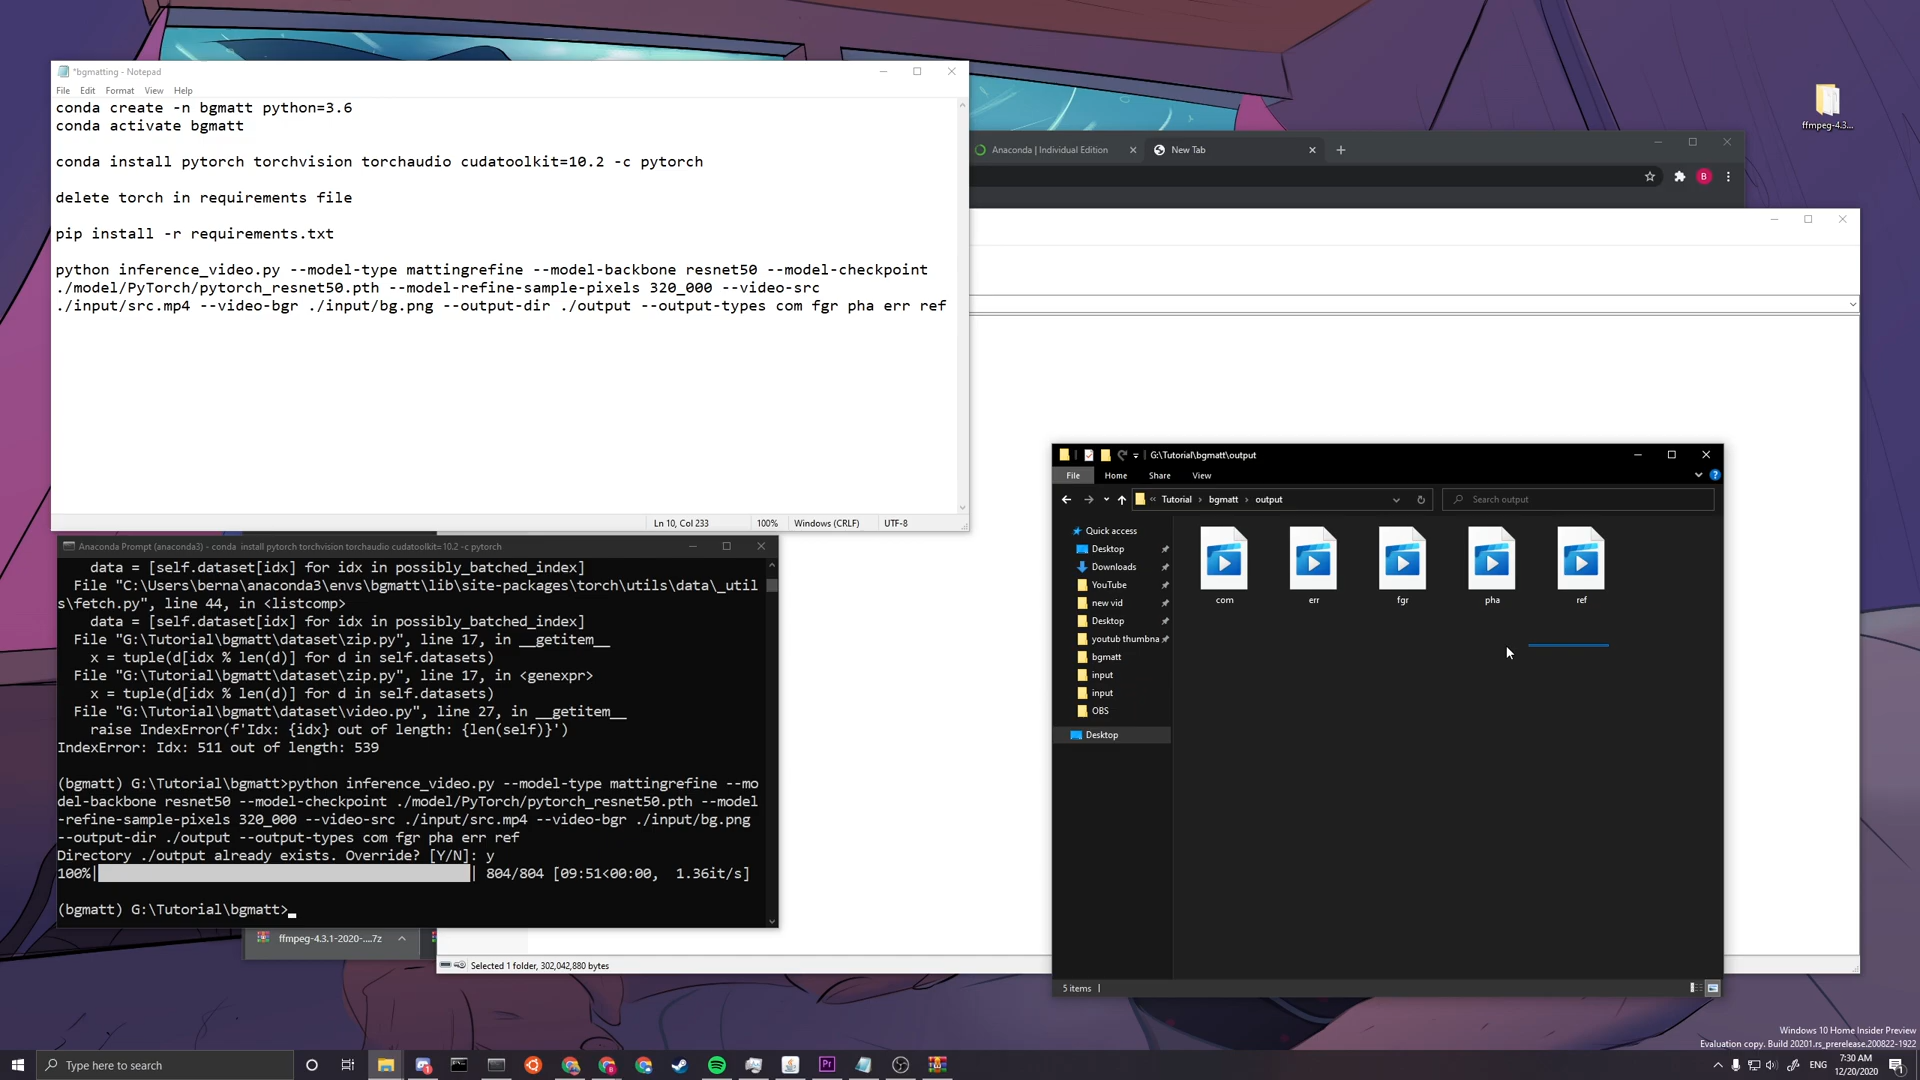 *bgmatting - Notepad
File Edit Format View Help
conda create -n bgmatt python=3.6
conda activate bgmatt
conda install pytorch torchvision torchaudio cudatoolkit=10.2 -c pytorch
delete torch in requirements file
pip install -r requirements.txt
python inference_video.py --model-type mattingrefine --model-backbone resnet50 --model-checkpoint
./model/PyTorch/pytorch_resnet50.pth --model-refine-sample-pixels 320_000 --video-src
./input/src.mp4 --video-bgr ./input/bg.png --output-dir ./output --output-types com fgr pha err ref
Ln 10, Col 233 100% Windows (CRLF) UTF-8
Anaconda | Individual Edition New Tab
B
ffmpeg-4.3...
Anaconda Prompt (anaconda3) - conda install pytorch torchvision torchaudio cudatoolkit=10.2 -c pytorch
data = [self.dataset[idx] for idx in possibly_batched_index]
File "C:\Users\berna\anaconda3\envs\bgmatt\lib\site-packages\torch\utils\data\_util
s\fetch.py", line 44, in <listcomp>
data = [self.dataset[idx] for idx in possibly_batched_index]
File "G:\Tutorial\bgmatt\dataset\zip.py", line 17, in __getitem__
x = tuple(d[idx % len(d)] for d in self.datasets)
File "G:\Tutorial\bgmatt\dataset\zip.py", line 17, in <genexpr>
x = tuple(d[idx % len(d)] for d in self.datasets)
File "G:\Tutorial\bgmatt\dataset\video.py", line 27, in __getitem__
raise IndexError(f'Idx: {idx} out of length: {len(self)}')
IndexError: Idx: 511 out of length: 539
(bgmatt) G:\Tutorial\bgmatt>python inference_video.py --model-type mattingrefine --mo
del-backbone resnet50 --model-checkpoint ./model/PyTorch/pytorch_resnet50.pth --model
-refine-sample-pixels 320_000 --video-src ./input/src.mp4 --video-bgr ./input/bg.png
--output-dir ./output --output-types com fgr pha err ref
Directory ./output already exists. Override? [Y/N]: y
100%| | 804/804 [09:51<00:00, 1.36it/s]
(bgmatt) G:\Tutorial\bgmatt>
ffmpeg-4.3.1-2020-....7z
Selected 1 folder, 302,042,880 bytes
G:\Tutorial\bgmatt\output
File Home Share View
« Tutorial › bgmatt › output
Search output
Quick access
Desktop
Downloads
YouTube
new vid
Desktop
youtub thumbna
bgmatt
input
input
OBS
Desktop
com err fgr pha ref
5 items
Windows 10 Home Insider Preview
Evaluation copy. Build 20201.rs_prerelease.200822-1922
Type here to search
Pr
ENG
7:30 AM
12/20/2020